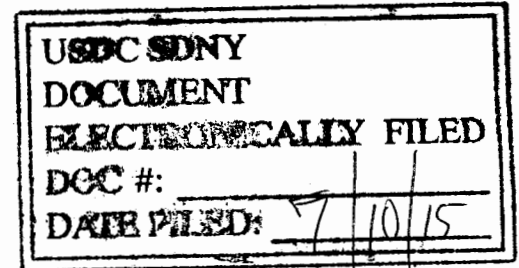 USDC SDNY
DOCUMENT
ELECTRONICALLY FILED
DOC #:
DATE FILED: 7/10/15